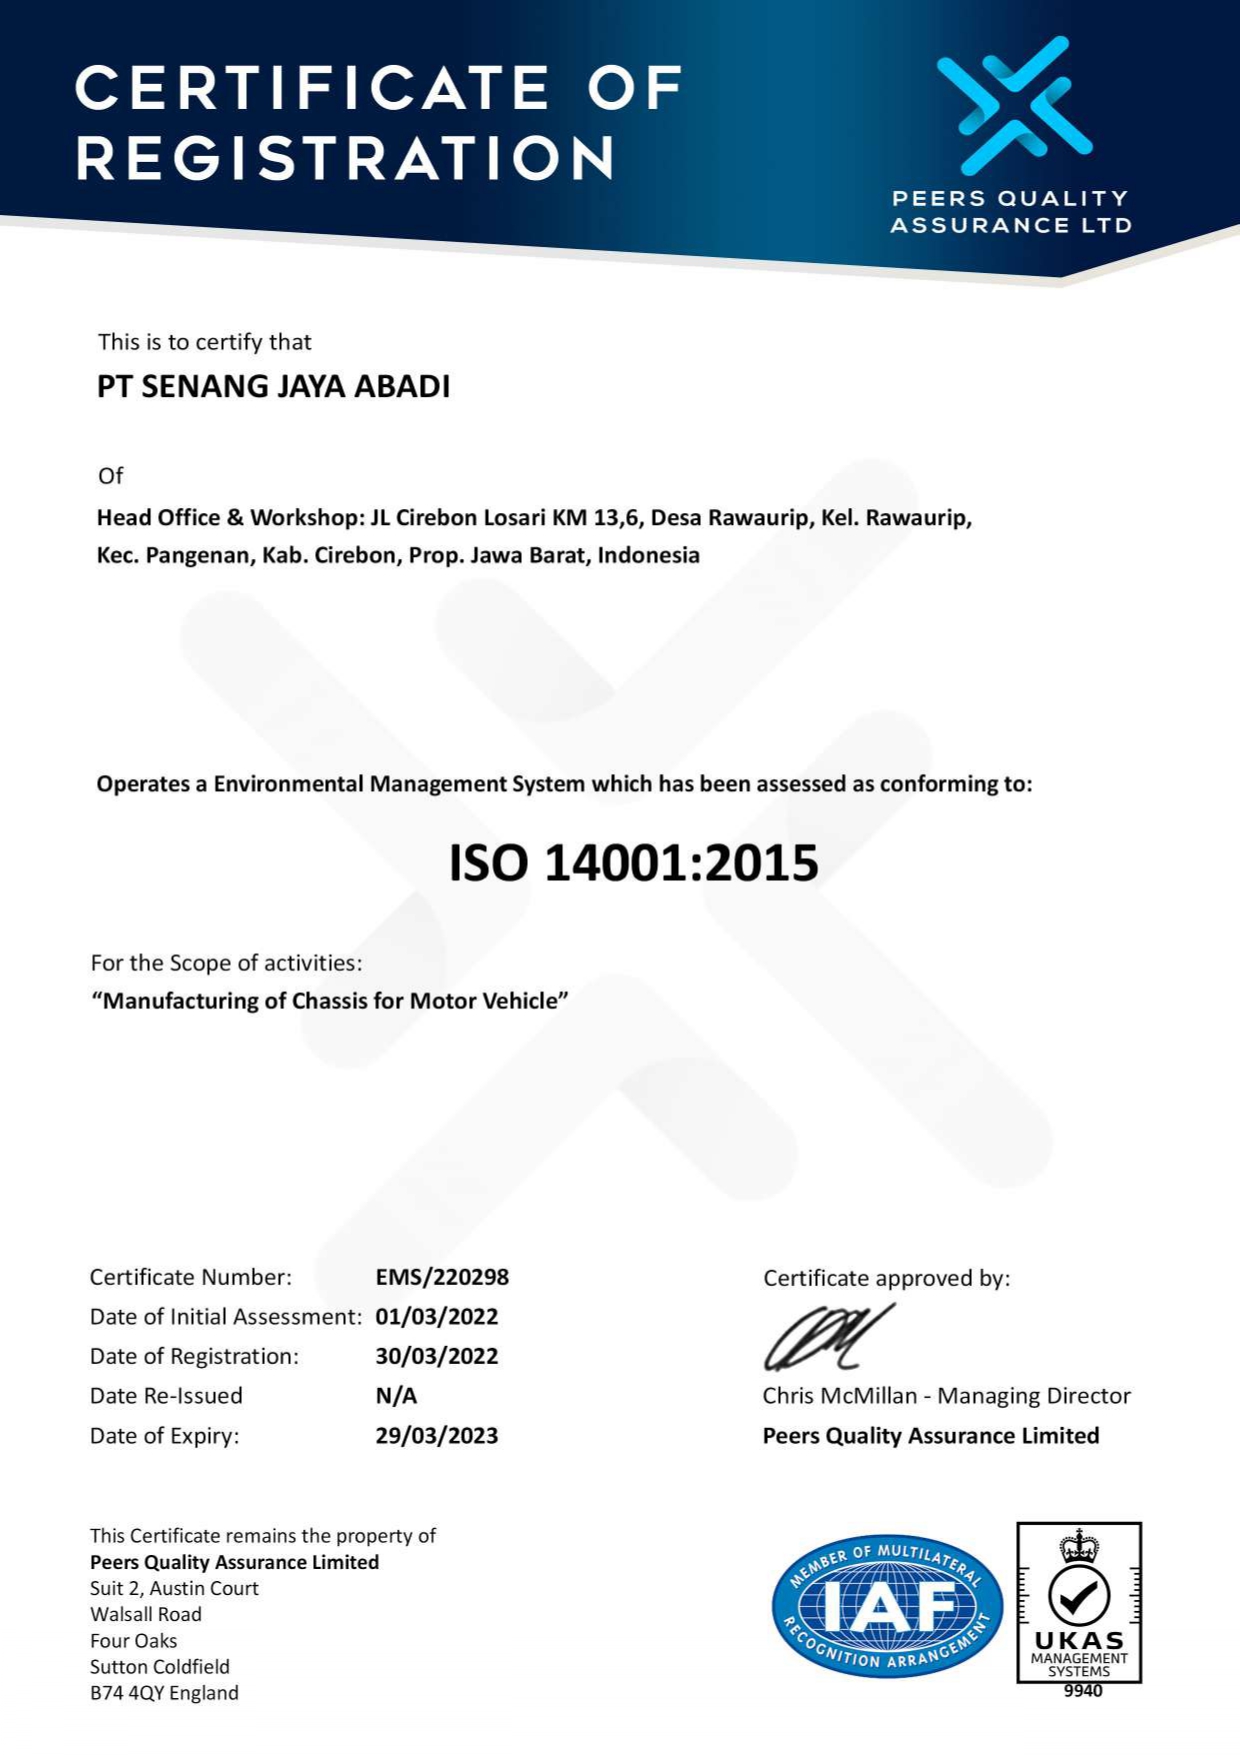 CERTIFICATE OF
REGISTRATION
PEERS QUALITY
ASSURANCE LTD
This is to certify that
PT SENANG JAYA ABADI
Of
Head Office & Workshop: JL Cirebon Losari KM 13,6, Desa Rawaurip, Kel. Rawaurip,
Kec. Pangenan, Kab. Cirebon, Prop. Jawa Barat, Indonesia
Operates a Environmental Management System which has been assessed as conforming to:
ISO 14001:2015
For the Scope of activities:
“Manufacturing of Chassis for Motor Vehicle”
Certificate Number: EMS/220298
Date of Initial Assessment: 01/03/2022
Date of Registration: 30/03/2022
Date Re-Issued N/A
Date of Expiry: 29/03/2023
Certificate approved by:
Chris McMillan - Managing Director
Peers Quality Assurance Limited
This Certificate remains the property of
Peers Quality Assurance Limited
Suit 2, Austin Court
Walsall Road
Four Oaks
Sutton Coldfield
B74 4QY England
MEMBER OF MULTILATERAL
IAF
RECOGNITION ARRANGEMENT
UKAS
MANAGEMENT
SYSTEMS
9940